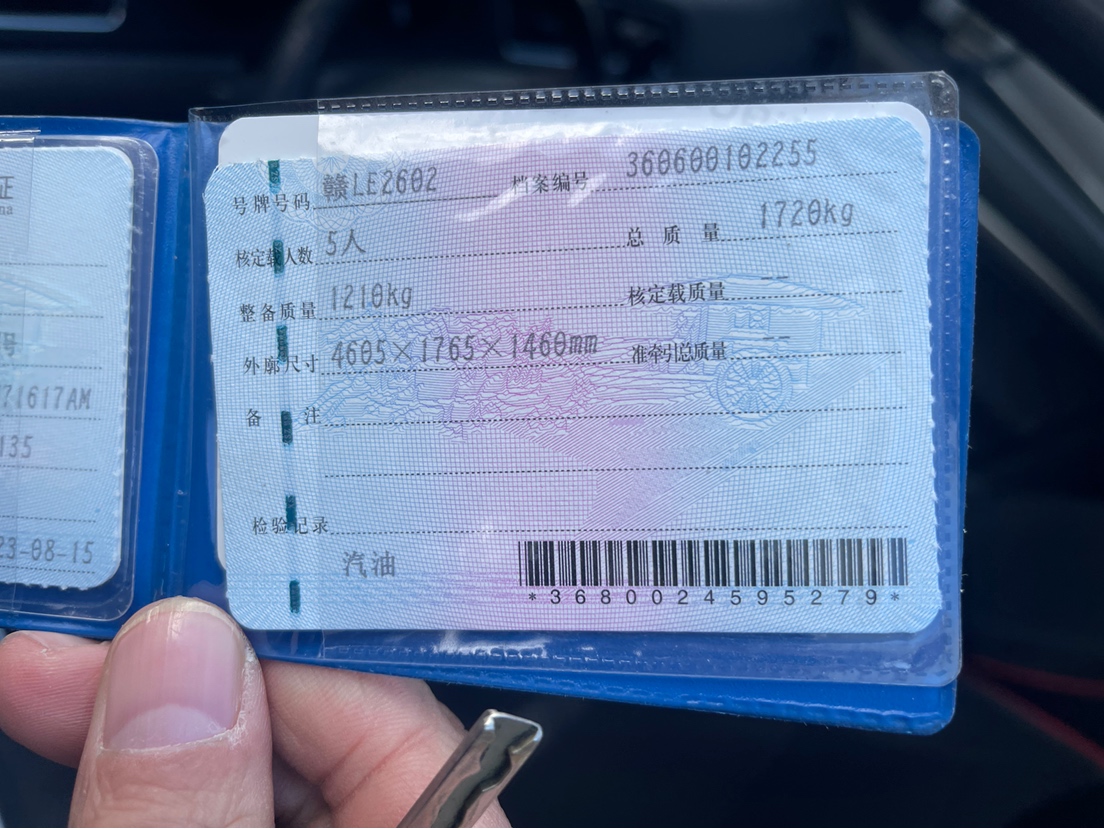 证
na
号
71617AM
135
23-08-15
号牌号码 赣LE2602 档案编号 360600102255
核定载人数 5人 总质量 1720kg
整备质量 1210kg 核定载质量 --
外廓尺寸 4605×1765×1460mm 准牵引总质量 --
备注
检验记录
汽油
*3680024595279*